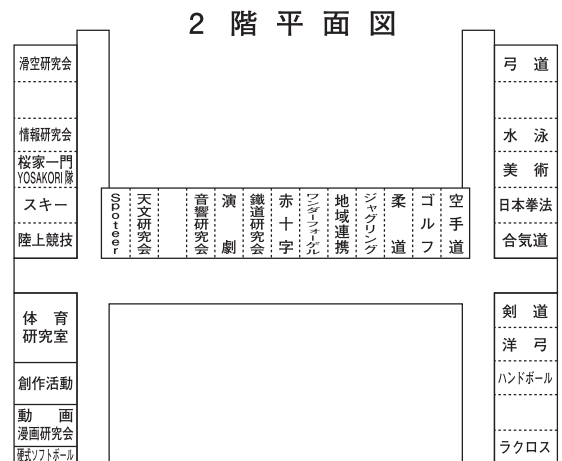 2階平面図
滑空研究会
情報研究会
桜家一門
YOSAKORI隊
スキー
陸上競技
体育
研究室
創作活動
動画
漫画研究会
硬式ソフトボール
Spoteer
天文研究会
音響研究会
演劇
鐵道研究会
赤十字
ワンダーフォーゲル
地域連携
ジャグリング
柔道
ゴルフ
空手道
弓道
水泳
美術
日本拳法
合気道
剣道
洋弓
ハンドボール
ラクロス